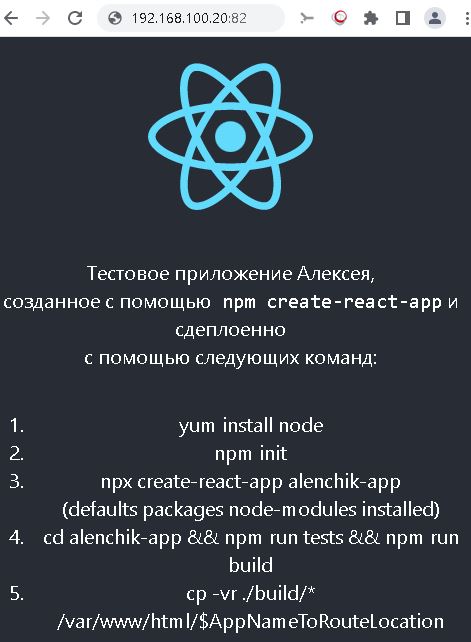 192.168.100.20:82
Тестовое приложение Алексея,
созданное с помощью npm create-react-app и
сдеплоенно
с помощью следующих команд:
1. yum install node
2. npm init
3. npx create-react-app alenchik-app
(defaults packages node-modules installed)
4. cd alenchik-app && npm run tests && npm run
build
5. cp -vr ./build/*
/var/www/html/$AppNameToRouteLocation